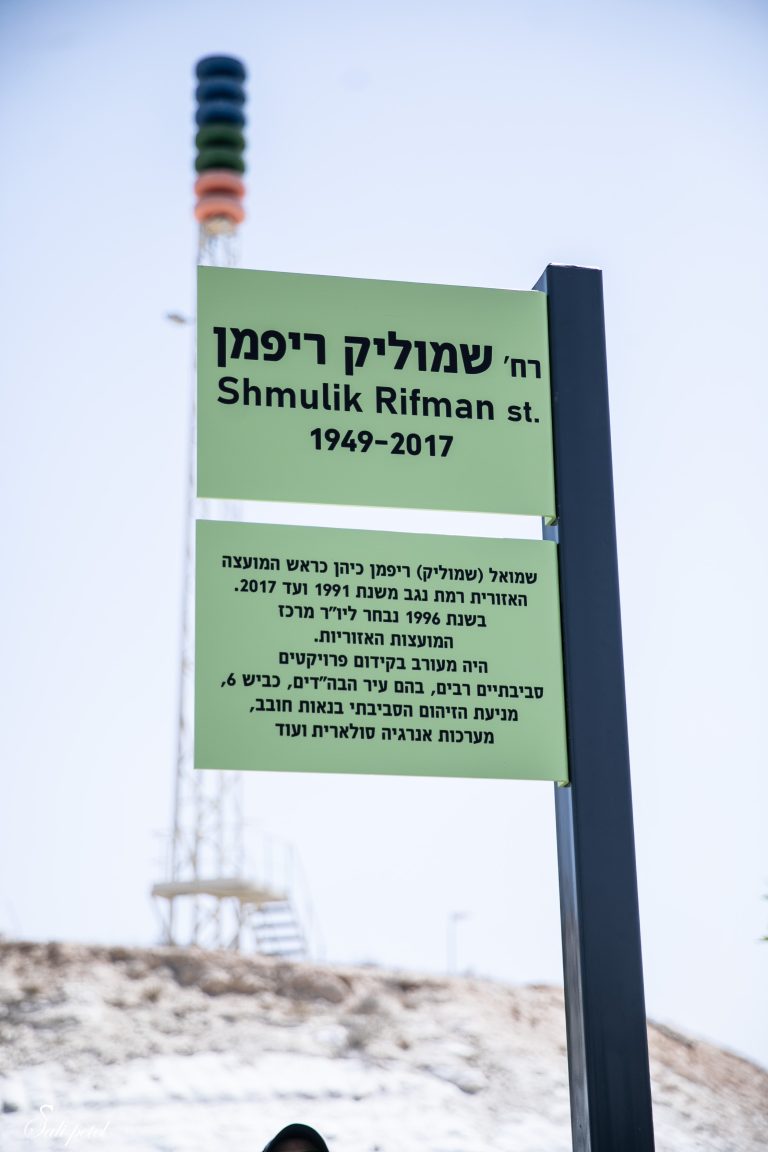 רח' שמוליק ריפמן
Shmulik Rifman st.
1949-2017
שמואל (שמוליק) ריפמן כיהן כראש המועצה
האזורית רמת נגב משנת 1991 ועד 2017.
בשנת 1996 נבחר ליו"ר מרכז
המועצות האזוריות.
היה מעורב בקידום פרויקטים
סביבתיים רבים, בהם עיר הבה"דים, כביש 6,
מניעת הזיהום הסביבתי בנאות חובב,
מערכות אנרגיה סולארית ועוד